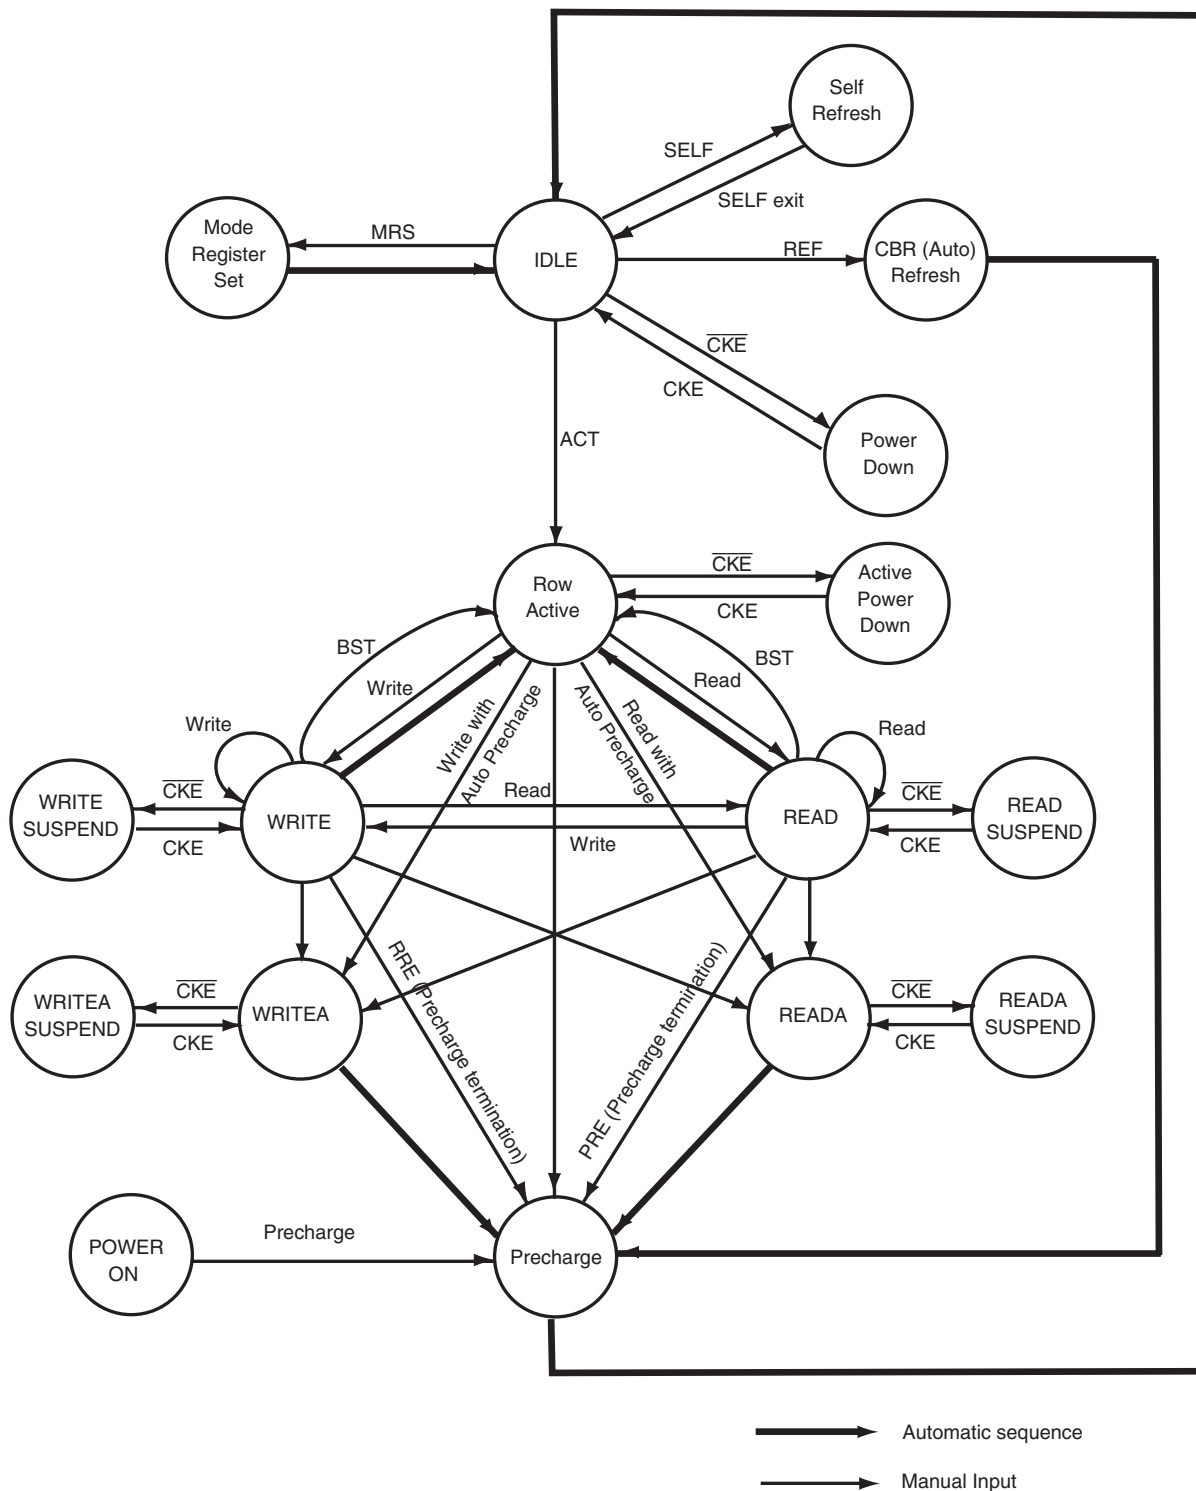 Self
Refresh
SELF
SELF exit
Mode
Register
Set
MRS
IDLE
REF
CBR (Auto)
Refresh
CKE
CKE
Power
Down
ACT
Row
Active
CKE
CKE
Active
Power
Down
BST
BST
Write
Read
Write with
Auto Precharge
Read with
Auto Precharge
Write
Read
WRITE
SUSPEND
CKE
CKE
WRITE
Read
Write
READ
CKE
CKE
READ
SUSPEND
RRE (Precharge termination)
PRE (Precharge termination)
WRITEA
SUSPEND
CKE
CKE
WRITEA
READA
CKE
CKE
READA
SUSPEND
POWER
ON
Precharge
Precharge
Automatic sequence
Manual Input